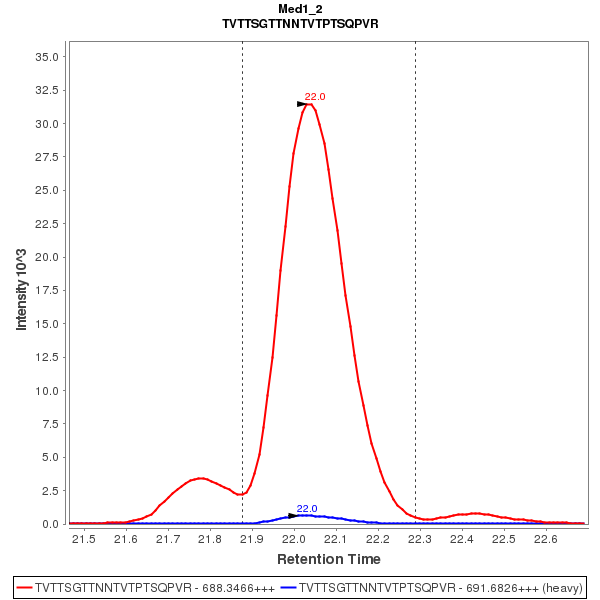 Med1_2
TVTTSGTTNNTVTPTSQPVR
Intensity 10^3
35.0
32.5
30.0
27.5
25.0
22.5
20.0
17.5
15.0
12.5
10.0
7.5
5.0
2.5
0.0
22.0
22.0
21.5 21.6 21.7 21.8 21.9 22.0 22.1 22.2 22.3 22.4 22.5 22.6
Retention Time
TVTTSGTTNNTVTPTSQPVR - 688.3466+++ TVTTSGTTNNTVTPTSQPVR - 691.6826+++ (heavy)